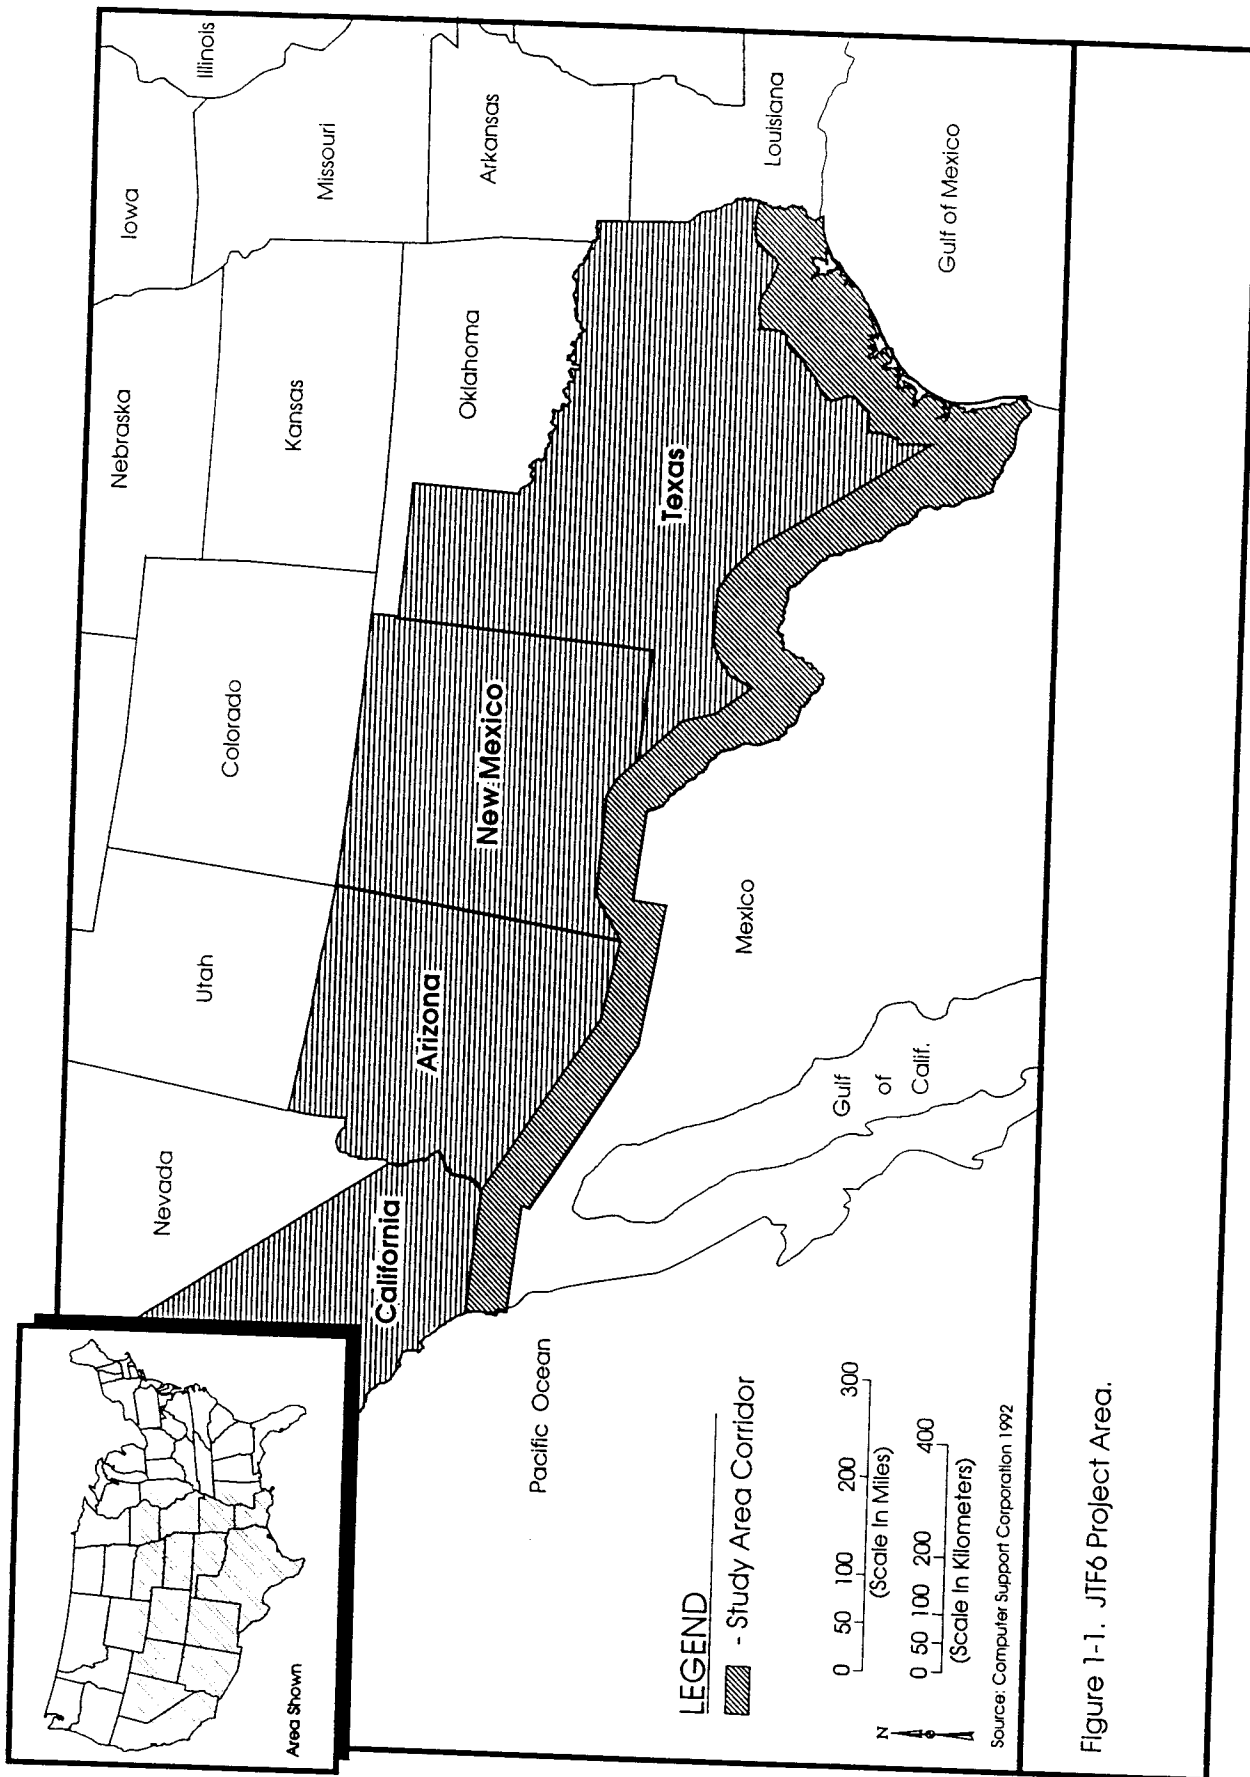 Area Shown
Nevada
Utah
Colorado
Nebraska
Iowa
Illinois
Kansas
Missouri
California
Arizona
New Mexico
Oklahoma
Arkansas
Texas
Louisiana
Pacific Ocean
Mexico
Gulf of Mexico
Gulf
of
Calif.
LEGEND
- Study Area Corridor
0 50 100 200 300
(Scale In Miles)
0 50 100 200 400
(Scale In Kilometers)
N
Source: Computer Support Corporation 1992
Figure 1-1. JTF6 Project Area.